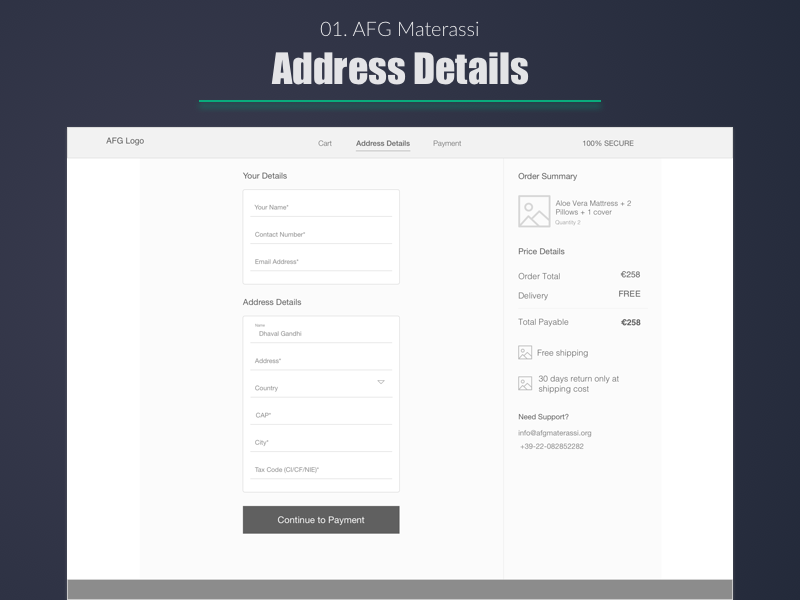 01. AFG Materassi
Address Details
AFG Logo
Cart
Address Details
Payment
100% SECURE
Your Details
Your Name*
Contact Number*
Email Address*
Address Details
Name
Dhaval Gandhi
Address*
Country
CAP*
City*
Tax Code (CI/CF/NIE)*
Continue to Payment
Order Summary
Aloe Vera Mattress + 2
Pillows + 1 cover
Quantity 2
Price Details
Order Total €258
Delivery FREE
Total Payable €258
Free shipping
30 days return only at
shipping cost
Need Support?
info@afgmaterassi.org
+39-22-082852282